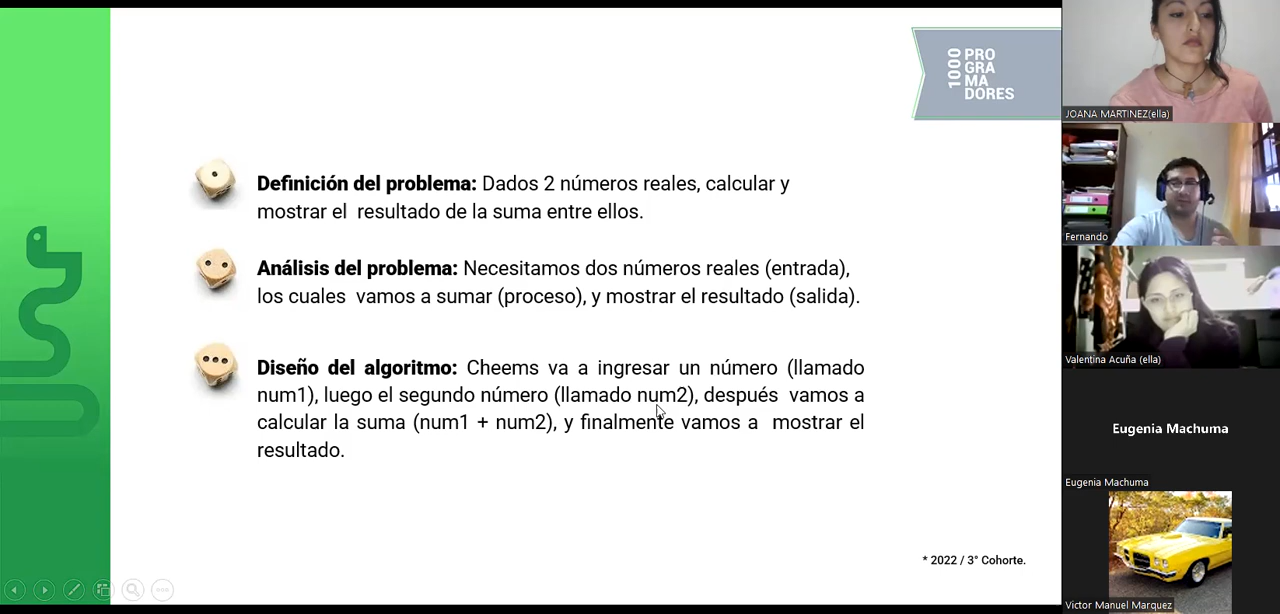 1000
PRO
GRA
MA
DORES
Definición del problema: Dados 2 números reales, calcular y
mostrar el resultado de la suma entre ellos.
Análisis del problema: Necesitamos dos números reales (entrada),
los cuales vamos a sumar (proceso), y mostrar el resultado (salida).
Diseño del algoritmo: Cheems va a ingresar un número (llamado
num1), luego el segundo número (llamado num2), después vamos a
calcular la suma (num1 + num2), y finalmente vamos a mostrar el
resultado.
* 2022 / 3° Cohorte.
JOANA MARTINEZ(ella)
Fernando
Valentina Acuña (ella)
Eugenia Machuma
Eugenia Machuma
Victor Manuel Marquez